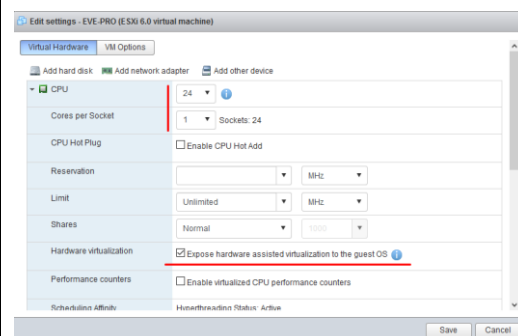 Edit settings - EVE-PRO (ESXi 6.0 virtual machine)
Virtual Hardware VM Options
Add hard disk Add network adapter Add other device
CPU 24
Cores per Socket 1 Sockets: 24
CPU Hot Plug Enable CPU Hot Add
Reservation MHz
Limit Unlimited MHz
Shares Normal 1000
Hardware virtualization Expose hardware assisted virtualization to the guest OS
Performance counters Enable virtualized CPU performance counters
Scheduling Affinity Hyperthreading Status: Active
Save Cancel